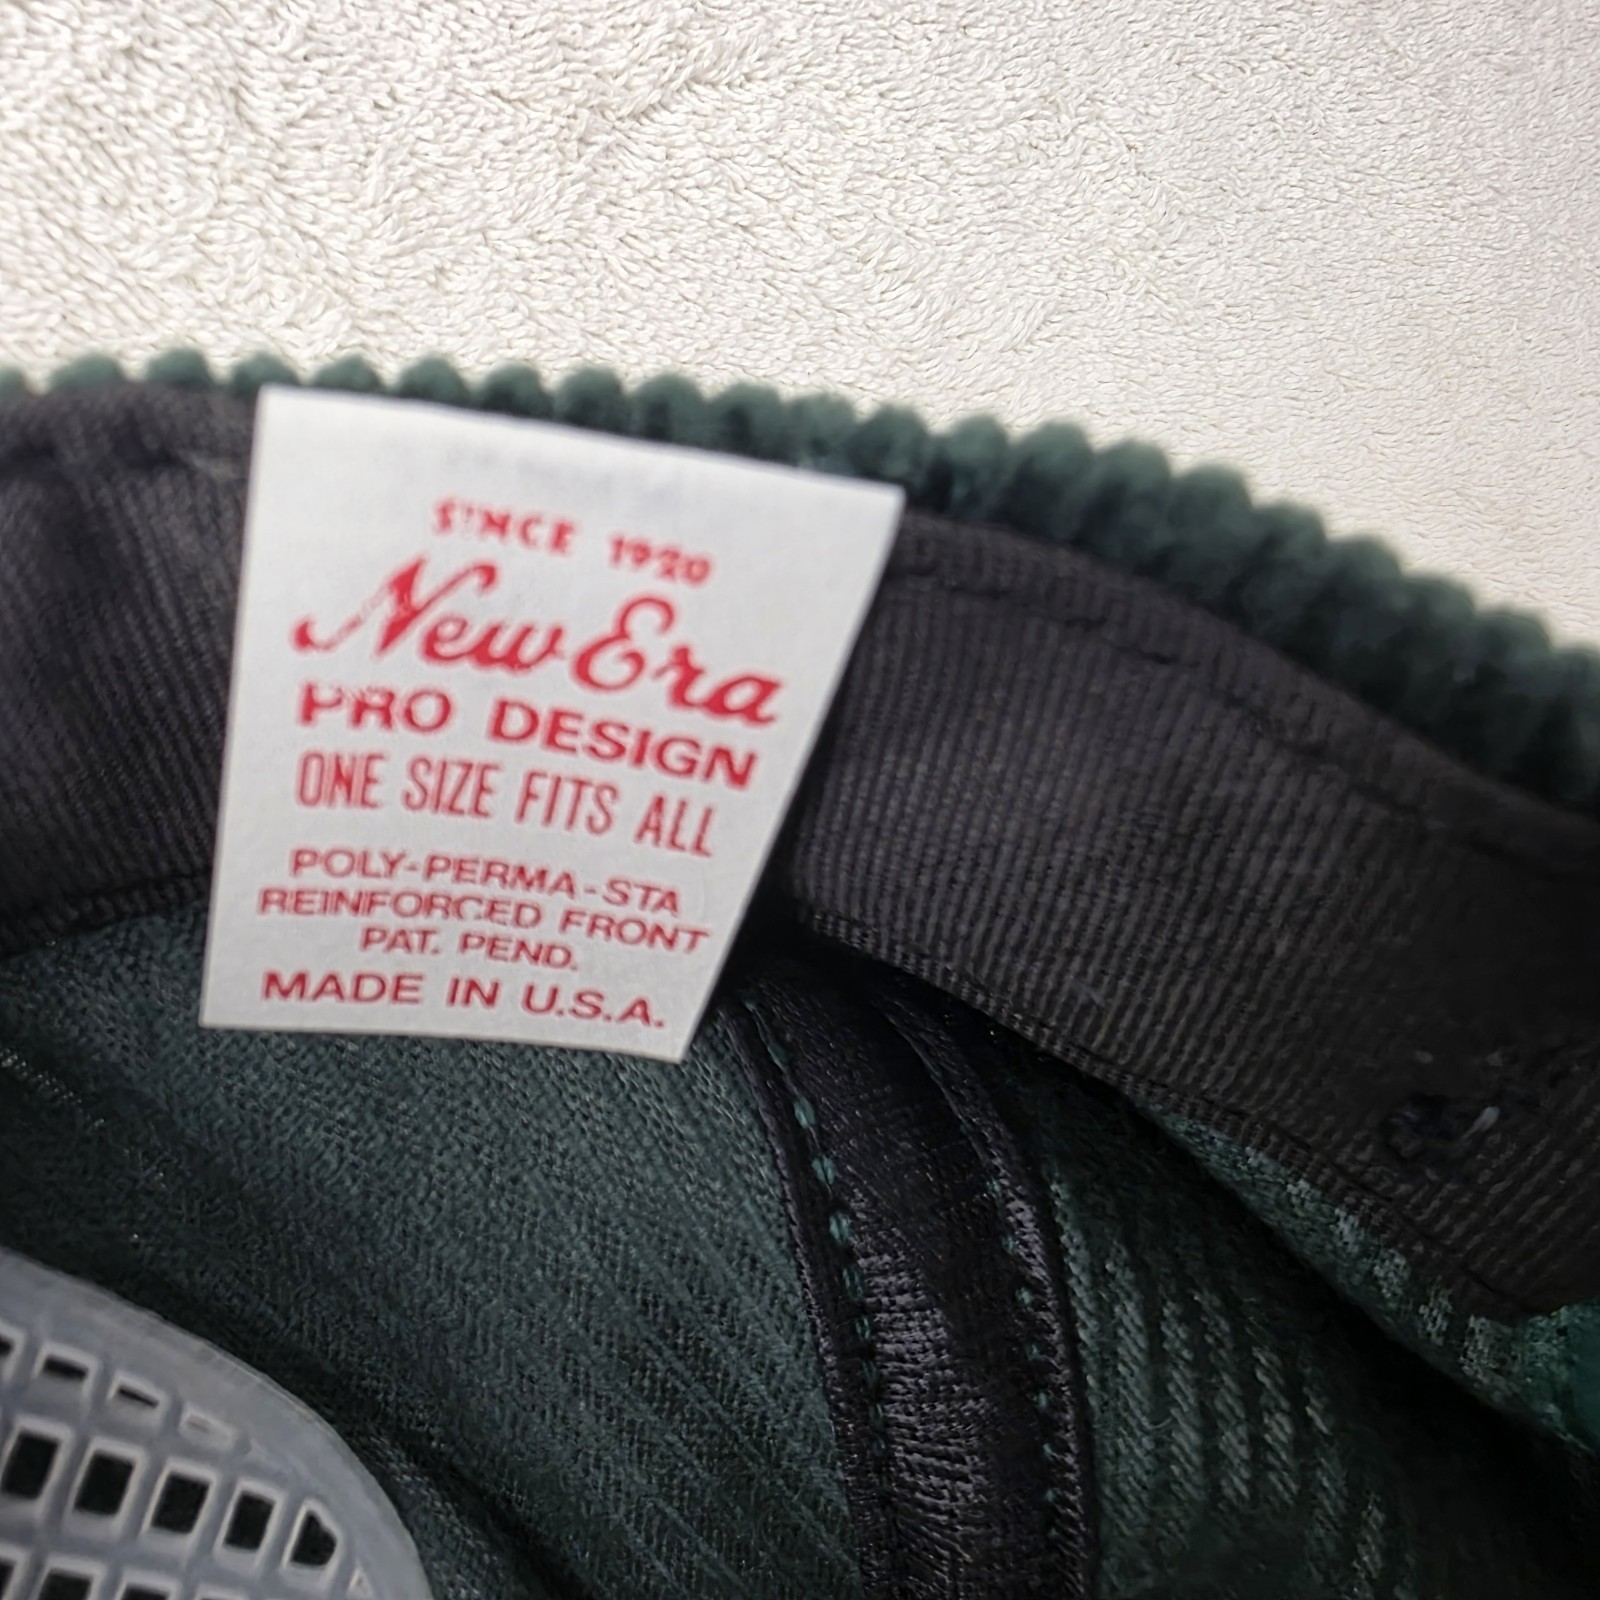 SINCE 1920
New Era
PRO DESIGN
ONE SIZE FITS ALL
POLY-PERMA-STA
REINFORCED FRONT
PAT. PEND.
MADE IN U.S.A.